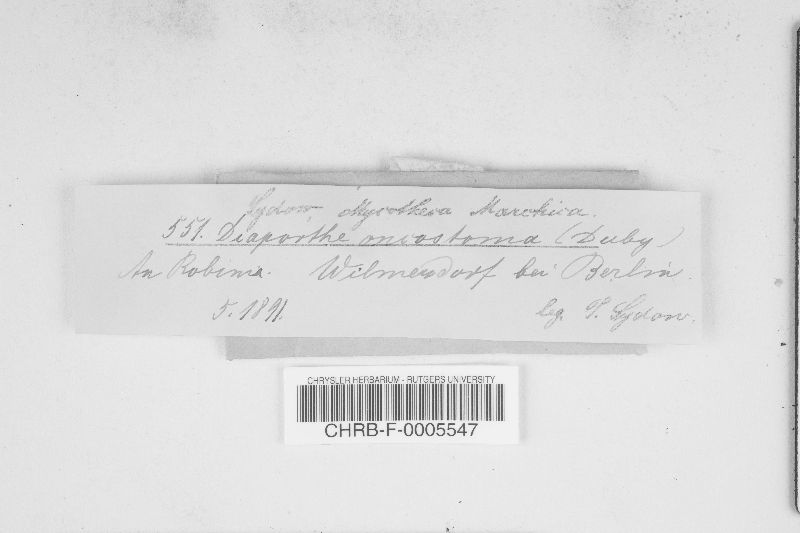 Sydow Mycotheca Marchica.
551. Diaporthe oncostoma (Duby)
An Robinia. Wilmersdorf bei Berlin.
5. 1891. leg. P. Sydow.
CHRYSLER HERBARIUM - RUTGERS UNIVERSITY
CHRB-F-0005547